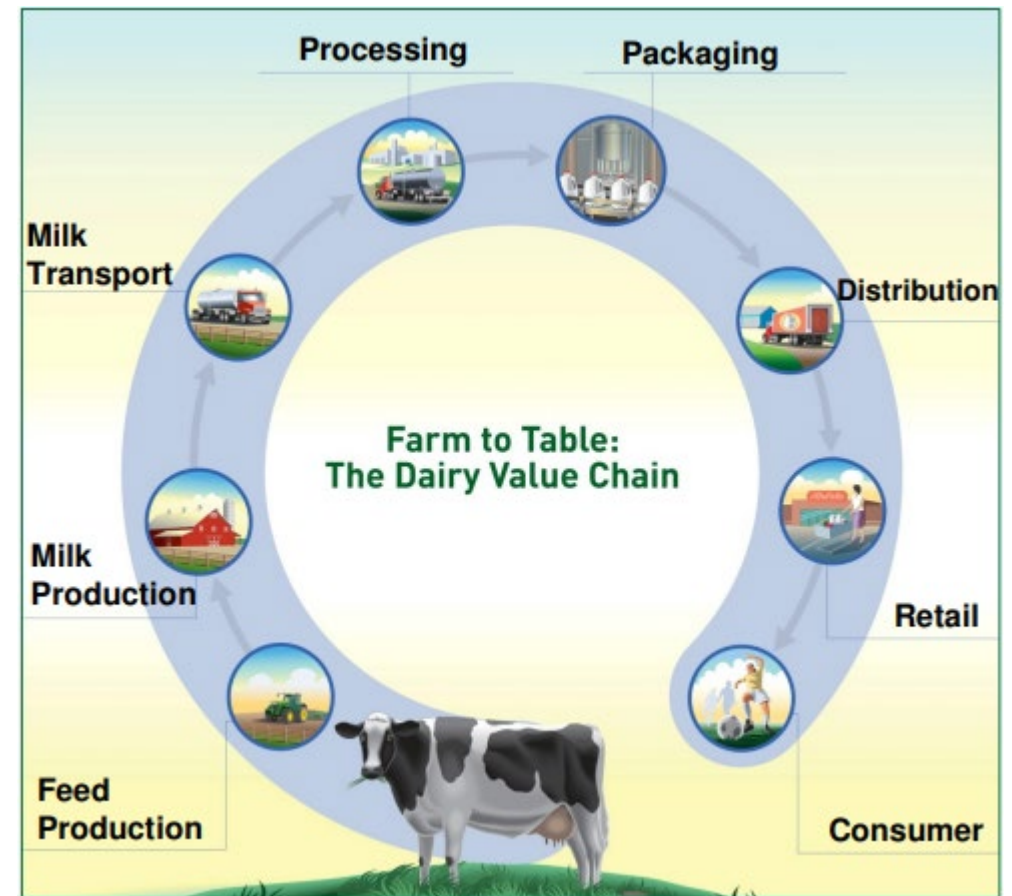 Processing
Packaging
Milk
Transport
Distribution
Farm to Table:
The Dairy Value Chain
Milk
Production
Retail
Feed
Production
Consumer